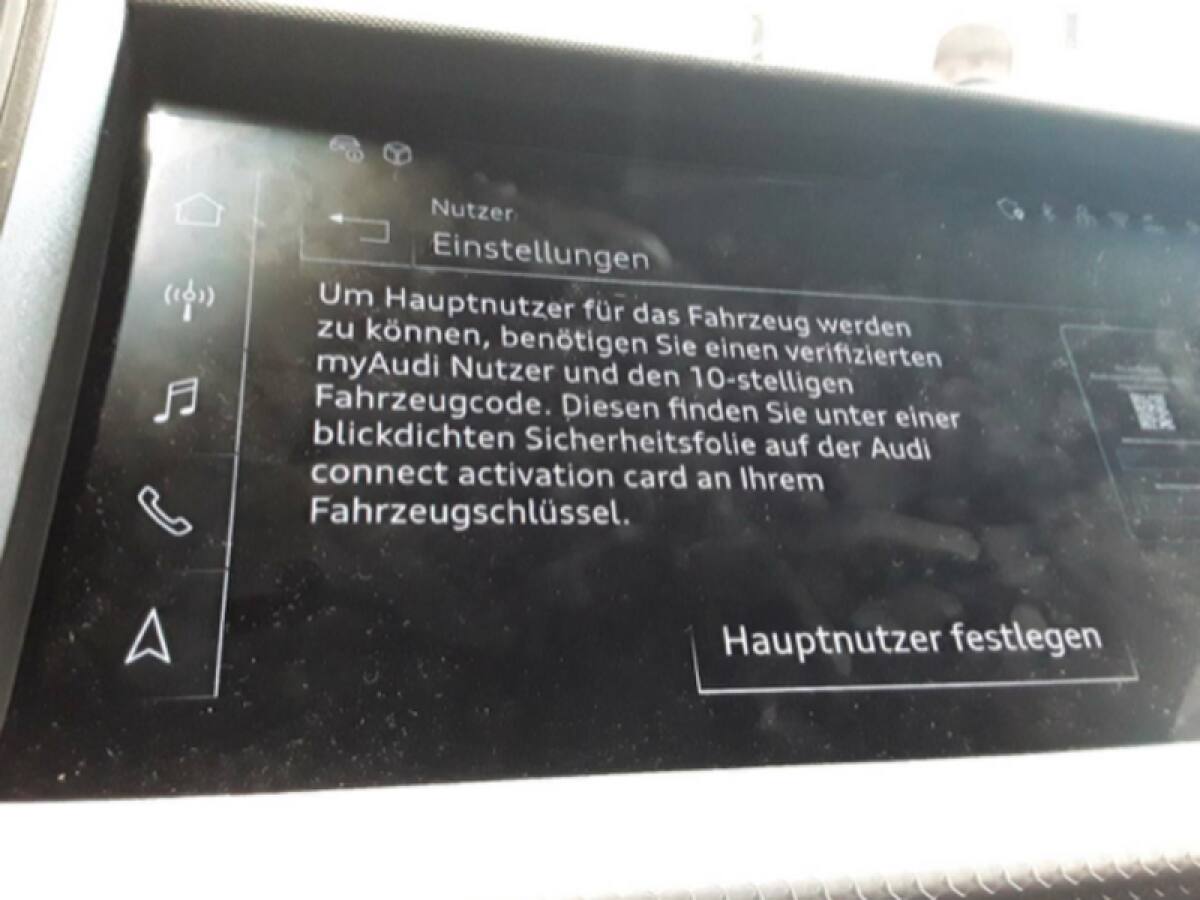 Nutzer
Einstellungen
Um Hauptnutzer für das Fahrzeug werden
zu können, benötigen Sie einen verifizierten
myAudi Nutzer und den 10-stelligen
Fahrzeugcode. Diesen finden Sie unter einer
blickdichten Sicherheitsfolie auf der Audi
connect activation card an Ihrem
Fahrzeugschlüssel.
Hauptnutzer festlegen